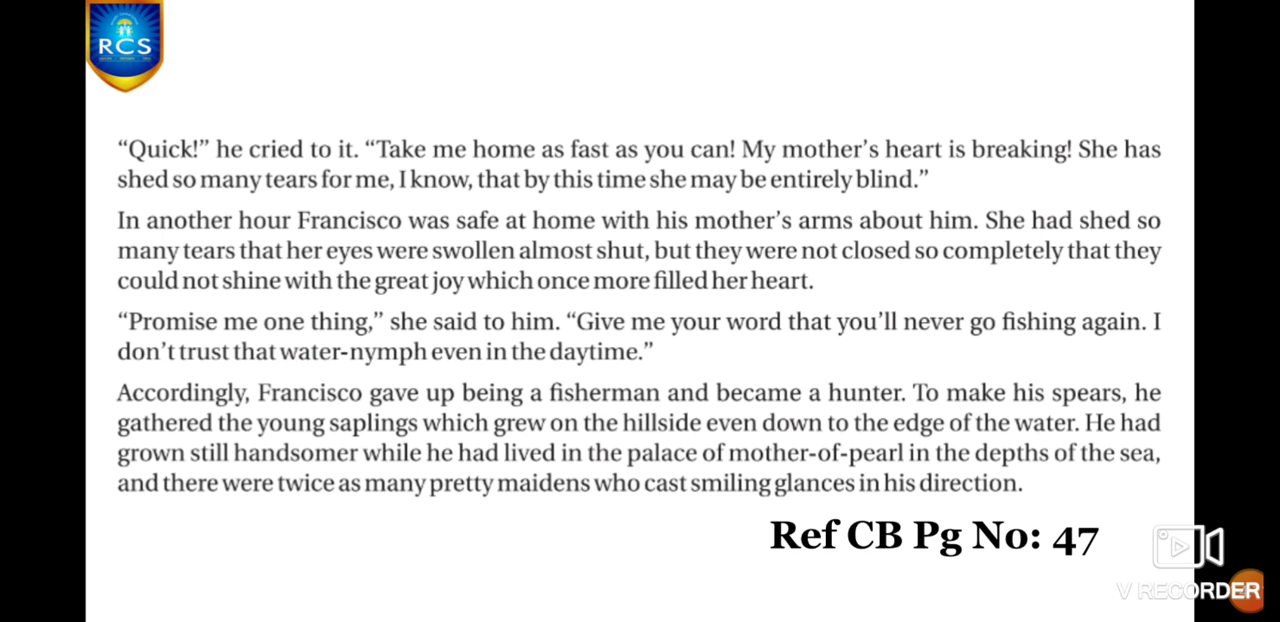 RCS
“Quick!” he cried to it. “Take me home as fast as you can! My mother’s heart is breaking! She has
shed so many tears for me, I know, that by this time she may be entirely blind.”
In another hour Francisco was safe at home with his mother’s arms about him. She had shed so
many tears that her eyes were swollen almost shut, but they were not closed so completely that they
could not shine with the great joy which once more filled her heart.
“Promise me one thing,” she said to him. “Give me your word that you’ll never go fishing again. I
don’t trust that water-nymph even in the daytime.”
Accordingly, Francisco gave up being a fisherman and became a hunter. To make his spears, he
gathered the young saplings which grew on the hillside even down to the edge of the water. He had
grown still handsomer while he had lived in the palace of mother-of-pearl in the depths of the sea,
and there were twice as many pretty maidens who cast smiling glances in his direction.
Ref CB Pg No: 47
V RECORDER